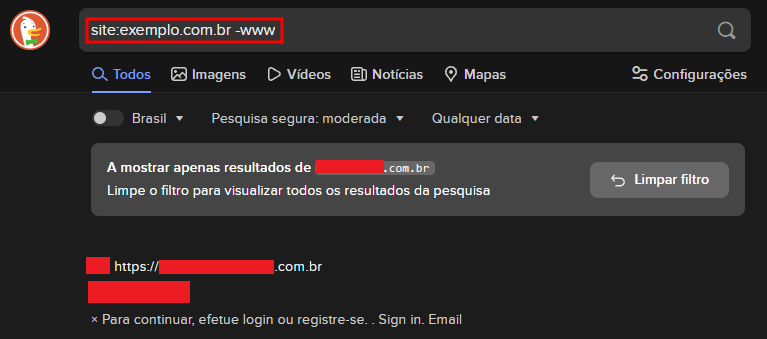 site:exemplo.com.br -www
Todos Imagens Vídeos Notícias Mapas Configurações
Brasil Pesquisa segura: moderada Qualquer data
A mostrar apenas resultados de .com.br
Limpe o filtro para visualizar todos os resultados da pesquisa
Limpar filtro
https:// .com.br
× Para continuar, efetue login ou registre-se. . Sign in. Email